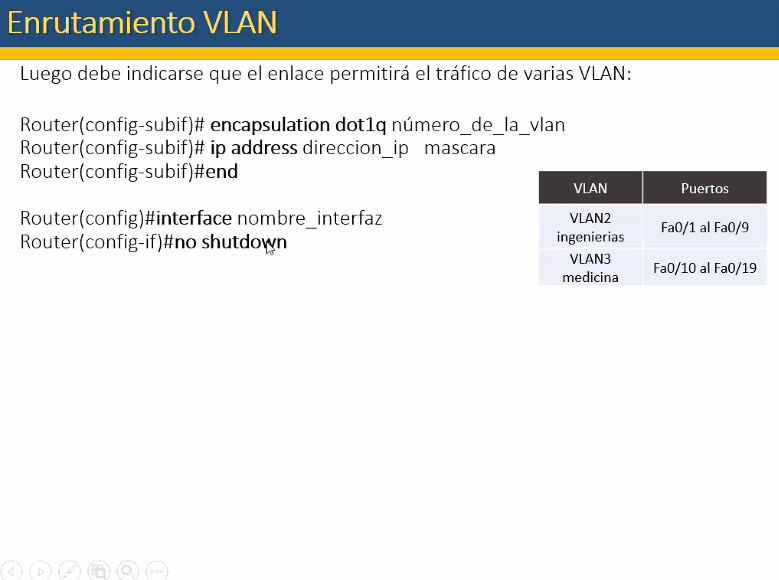 Enrutamiento VLAN
Luego debe indicarse que el enlace permitirá el tráfico de varias VLAN:
Router(config-subif)# encapsulation dot1q número_de_la_vlan
Router(config-subif)# ip address direccion_ip mascara
Router(config-subif)#end
Router(config)#interface nombre_interfaz
Router(config-if)#no shutdown
VLAN Puertos
VLAN2
ingenierias
Fa0/1 al Fa0/9
VLAN3
medicina
Fa0/10 al Fa0/19